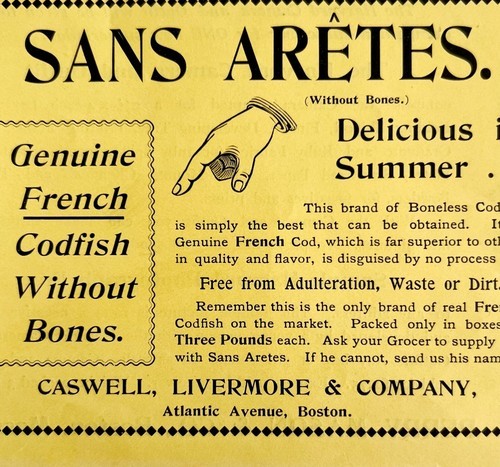 SANS ARÊTES.
(Without Bones.)
Genuine
French
Codfish
Without
Bones.
Delicious i
Summer .
This brand of Boneless Cod
is simply the best that can be obtained. It
Genuine French Cod, which is far superior to ot
in quality and flavor, is disguised by no process
Free from Adulteration, Waste or Dirt.
Remember this is the only brand of real Fre
Codfish on the market. Packed only in boxes
Three Pounds each. Ask your Grocer to supply
with Sans Aretes. If he cannot, send us his nam
CASWELL, LIVERMORE & COMPANY,
Atlantic Avenue, Boston.